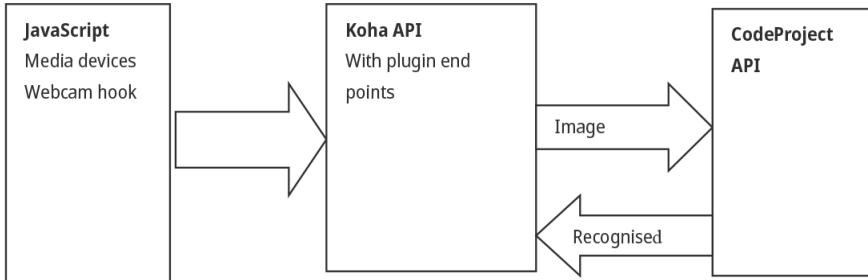 JavaScript
Media devices
Webcam hook
Koha API
With plugin end
points
Image
Recognised
CodeProject
API